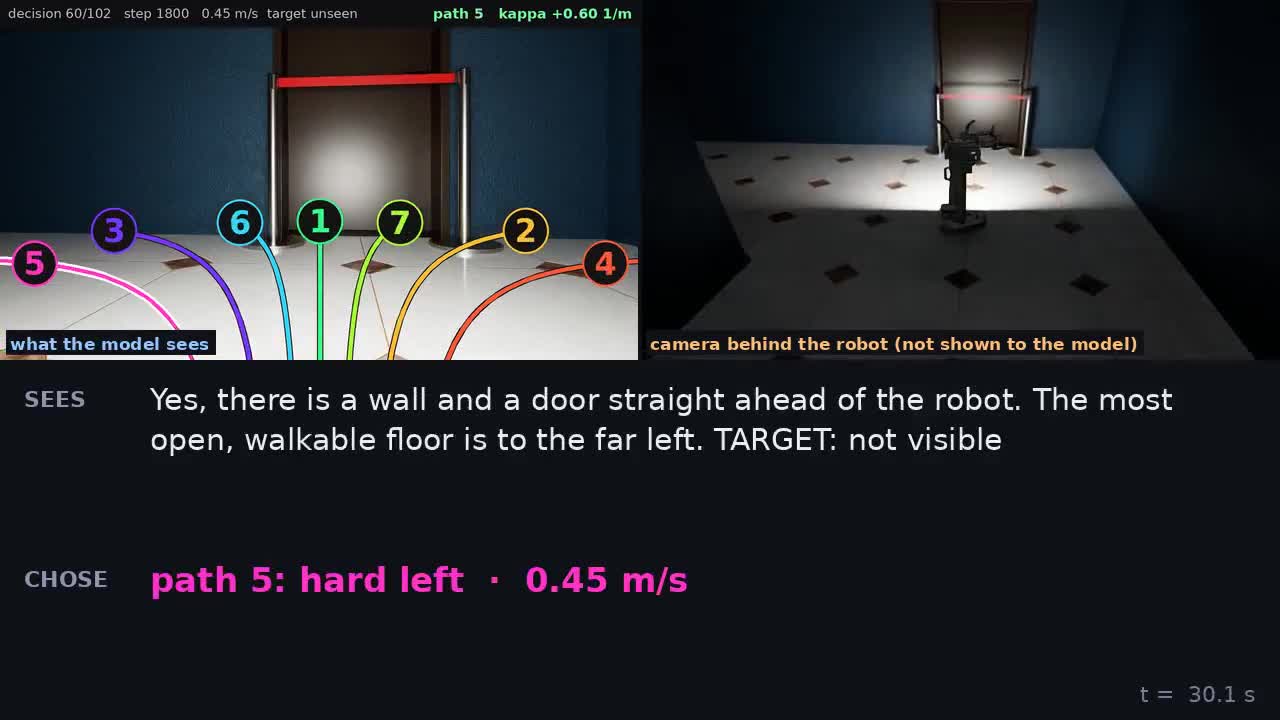 decision 60/102 step 1800 0.45 m/s target unseen path 5 kappa +0.60 1/m
3
6
1
7
2
5
4
what the model sees
camera behind the robot (not shown to the model)
SEES
Yes, there is a wall and a door straight ahead of the robot. The most
open, walkable floor is to the far left. TARGET: not visible
CHOSE
path 5: hard left · 0.45 m/s
t = 30.1 s